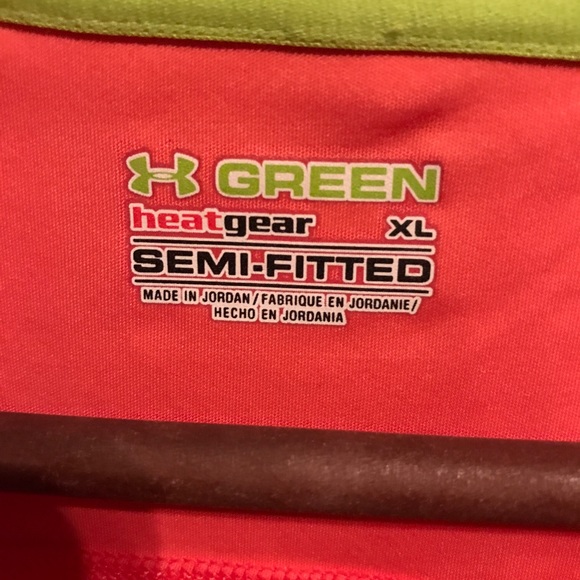 GREEN
heatgear XL
SEMI-FITTED
MADE IN JORDAN/FABRIQUE EN JORDANIE/
HECHO EN JORDANIA